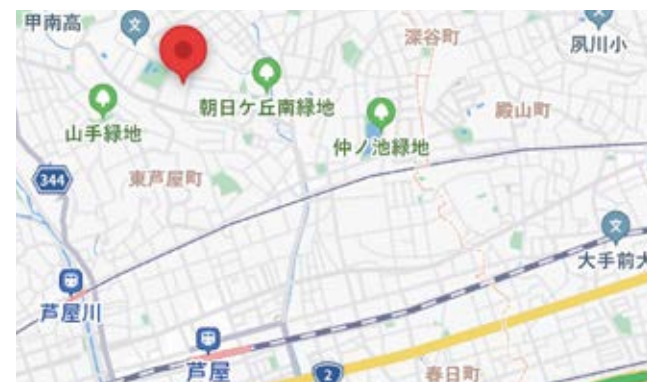 甲南高
深谷町
夙川小
朝日ケ丘南緑地
殿山町
山手緑地
仲ノ池緑地
344
東芦屋町
大手前大
芦屋川
芦屋
2
春日町